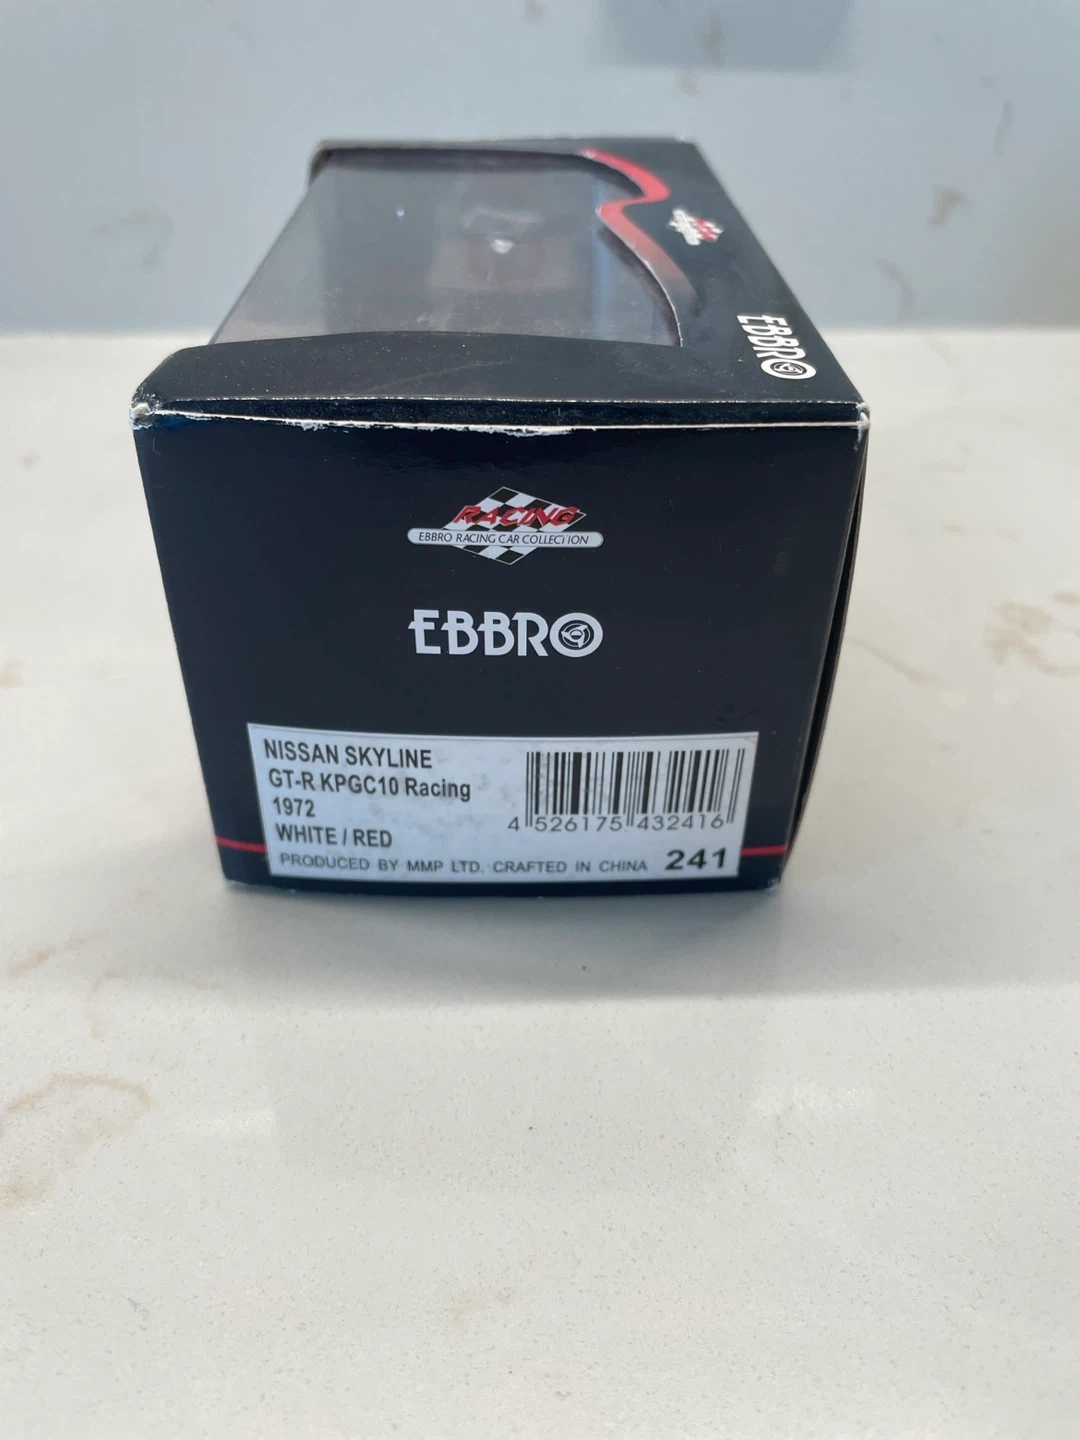 EBBRO
RACING
EBBRO RACING CAR COLLECTION
EBBRO
NISSAN SKYLINE
GT-R KPGC10 Racing
1972
WHITE / RED
4 526175 432416
PRODUCED BY MMP LTD. CRAFTED IN CHINA 241